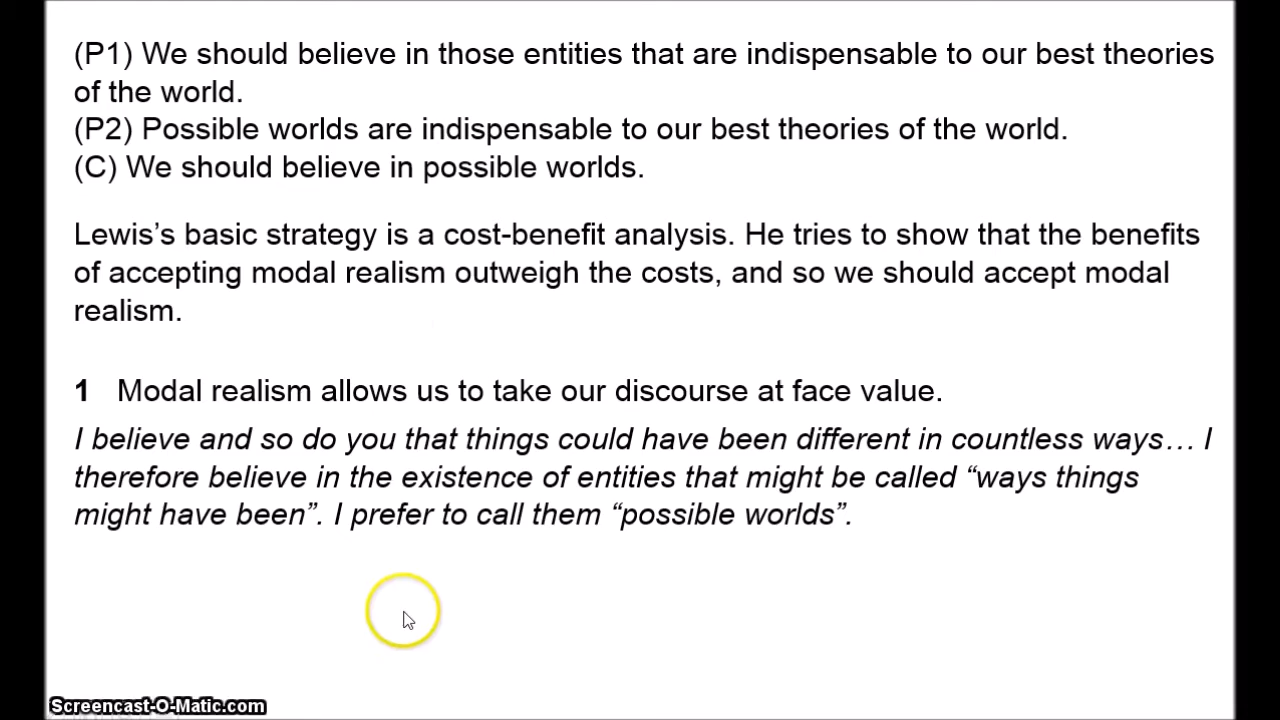 (P1) We should believe in those entities that are indispensable to our best theories
of the world.
(P2) Possible worlds are indispensable to our best theories of the world.
(C) We should believe in possible worlds.
Lewis’s basic strategy is a cost-benefit analysis. He tries to show that the benefits
of accepting modal realism outweigh the costs, and so we should accept modal
realism.
1 Modal realism allows us to take our discourse at face value.
I believe and so do you that things could have been different in countless ways… I
therefore believe in the existence of entities that might be called “ways things
might have been”. I prefer to call them “possible worlds”.
Screencast-O-Matic.com